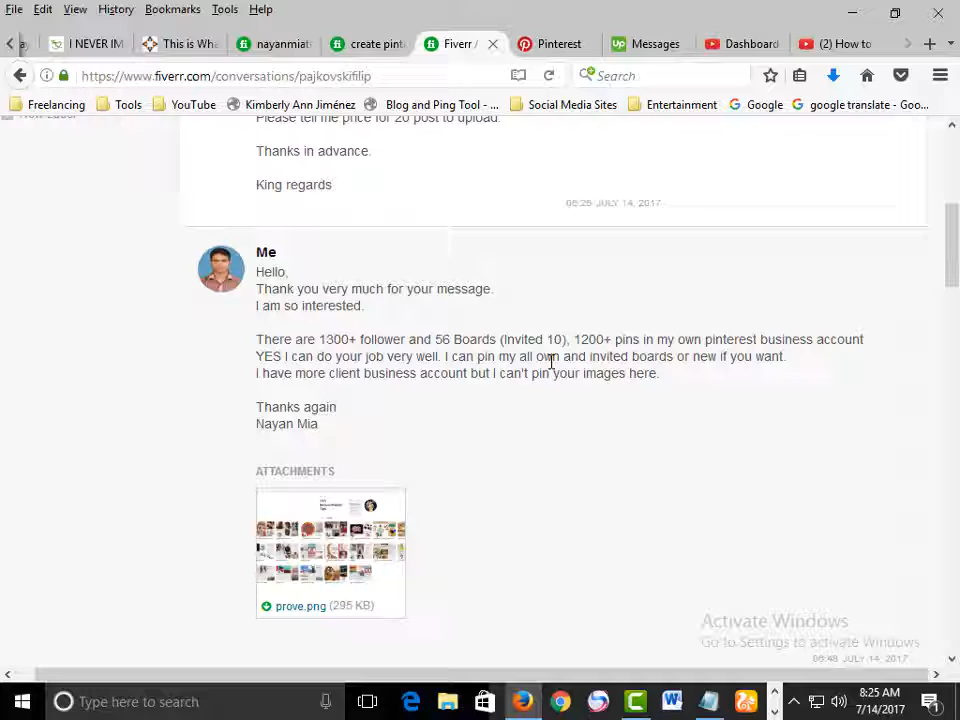 File Edit View History Bookmarks Tools Help
ay I NEVER IM This is Wha nayanmiat create pint Fiverr / Pinterest Messages Dashboard (2) How to
https://www.fiverr.com/conversations/pajkovskifilip Search
Freelancing Tools YouTube Kimberly Ann Jiménez Blog and Ping Tool - ... Social Media Sites Entertainment Google google translate - Goo...
Please tell me price for 20 post to upload.
Thanks in advance.
King regards
06:26 JULY 14, 2017
Me
Hello,
Thank you very much for your message.
I am so interested.
There are 1300+ follower and 56 Boards (Invited 10), 1200+ pins in my own pinterest business account
YES I can do your job very well. I can pin my all own and invited boards or new if you want.
I have more client business account but I can't pin your images here.
Thanks again
Nayan Mia
ATTACHMENTS
prove.png (295 KB)
Activate Windows
Go to Settings to activate Windows
06:48 JULY 14, 2017
Type here to search
8:25 AM
7/14/2017